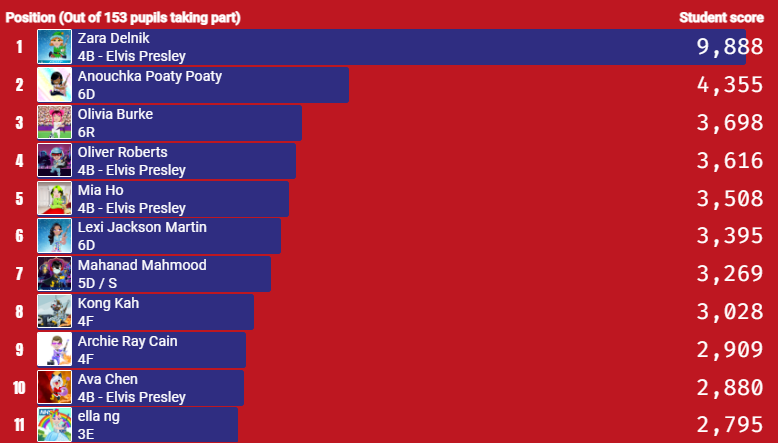 Position (Out of 153 pupils taking part) Student score
1 Zara Delnik 9,888
4B - Elvis Presley
2 Anouchka Poaty Poaty 4,355
6D
3 Olivia Burke 3,698
6R
4 Oliver Roberts 3,616
4B - Elvis Presley
5 Mia Ho 3,508
4B - Elvis Presley
6 Lexi Jackson Martin 3,395
6D
7 Mahanad Mahmood 3,269
5D / S
8 Kong Kah 3,028
4F
9 Archie Ray Cain 2,909
4F
10 Ava Chen 2,880
4B - Elvis Presley
11 ella ng 2,795
3E